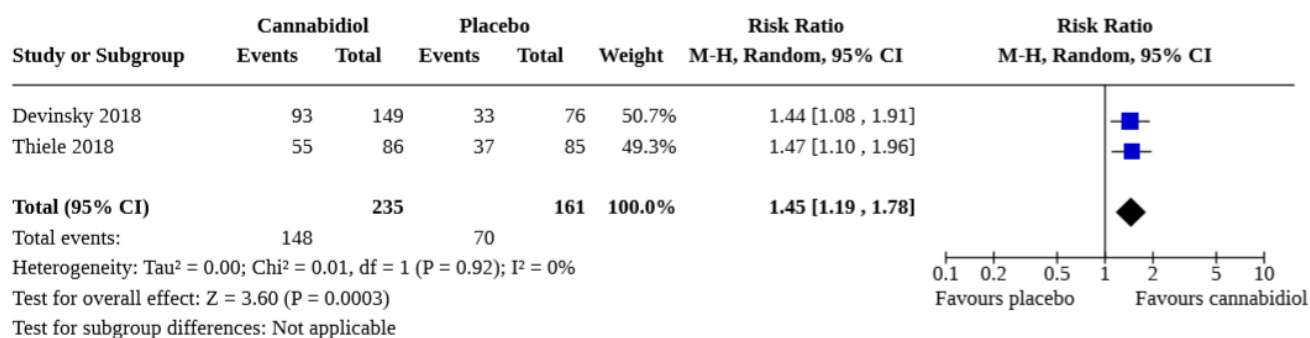 Cannabidiol Placebo Risk Ratio Risk Ratio
Study or Subgroup Events Total Events Total Weight M-H, Random, 95% CI M-H, Random, 95% CI
Devinsky 2018 93 149 33 76 50.7% 1.44 [1.08 , 1.91]
Thiele 2018 55 86 37 85 49.3% 1.47 [1.10 , 1.96]
Total (95% CI) 235 161 100.0% 1.45 [1.19 , 1.78]
Total events: 148 70
Heterogeneity: Tau² = 0.00; Chi² = 0.01, df = 1 (P = 0.92); I² = 0%
0.1 0.2 0.5 1 2 5 10
Test for overall effect: Z = 3.60 (P = 0.0003)
Favours placebo Favours cannabidiol
Test for subgroup differences: Not applicable